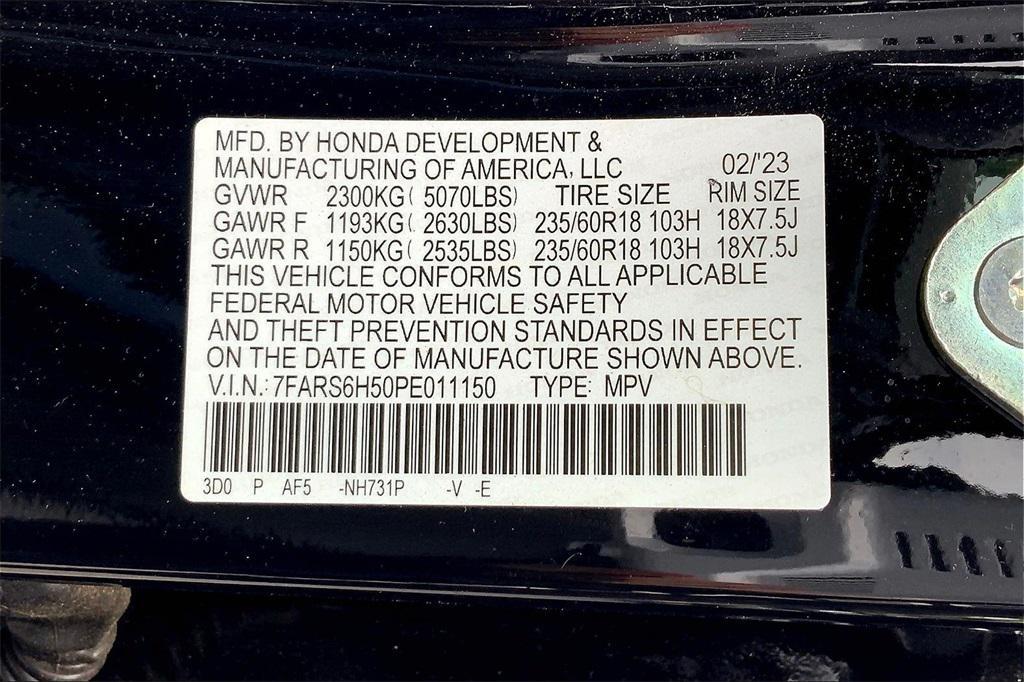 MFD. BY HONDA DEVELOPMENT &
MANUFACTURING OF AMERICA, LLC 02/'23
GVWR 2300KG( 5070LBS) TIRE SIZE RIM SIZE
GAWR F 1193KG( 2630LBS) 235/60R18 103H 18X7.5J
GAWR R 1150KG( 2535LBS) 235/60R18 103H 18X7.5J
THIS VEHICLE CONFORMS TO ALL APPLICABLE
FEDERAL MOTOR VEHICLE SAFETY
AND THEFT PREVENTION STANDARDS IN EFFECT
ON THE DATE OF MANUFACTURE SHOWN ABOVE.
V.I.N.: 7FARS6H50PE011150 TYPE: MPV
3D0 P AF5 -NH731P -V -E